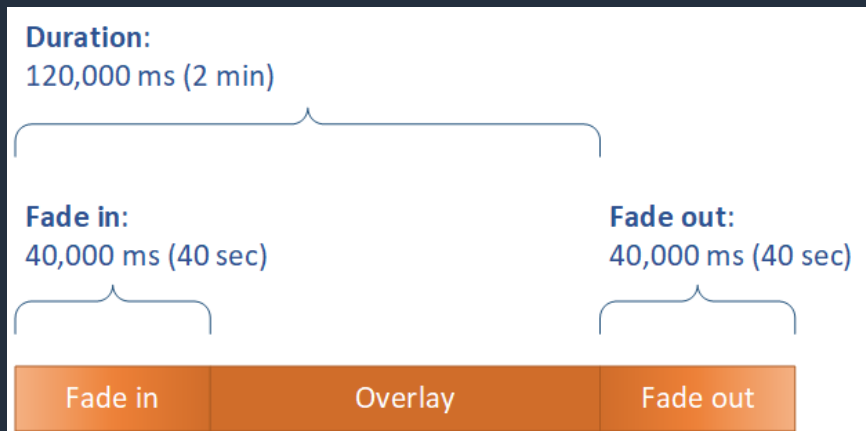 Duration:
120,000 ms (2 min)
Fade in:
40,000 ms (40 sec)
Fade out:
40,000 ms (40 sec)
Fade in
Overlay
Fade out